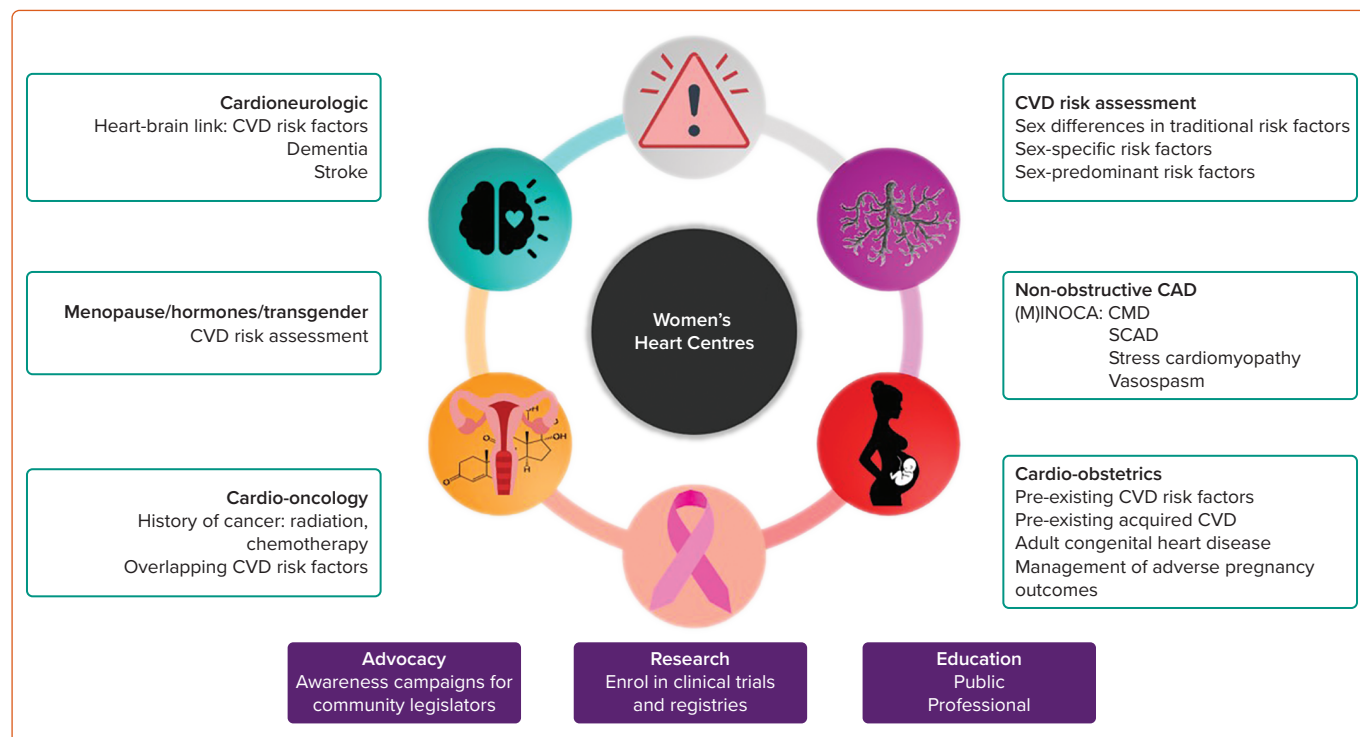 Cardioneurologic
Heart-brain link: CVD risk factors
Dementia
Stroke
Menopause/hormones/transgender
CVD risk assessment
Cardio-oncology
History of cancer: radiation,
chemotherapy
Overlapping CVD risk factors
Women’s
Heart Centres
OH
O
OH
O
H
O
CVD risk assessment
Sex differences in traditional risk factors
Sex-specific risk factors
Sex-predominant risk factors
Non-obstructive CAD
(M)INOCA: CMD
SCAD
Stress cardiomyopathy
Vasospasm
Cardio-obstetrics
Pre-existing CVD risk factors
Pre-existing acquired CVD
Adult congenital heart disease
Management of adverse pregnancy
outcomes
Advocacy
Awareness campaigns for
community legislators
Research
Enrol in clinical trials
and registries
Education
Public
Professional